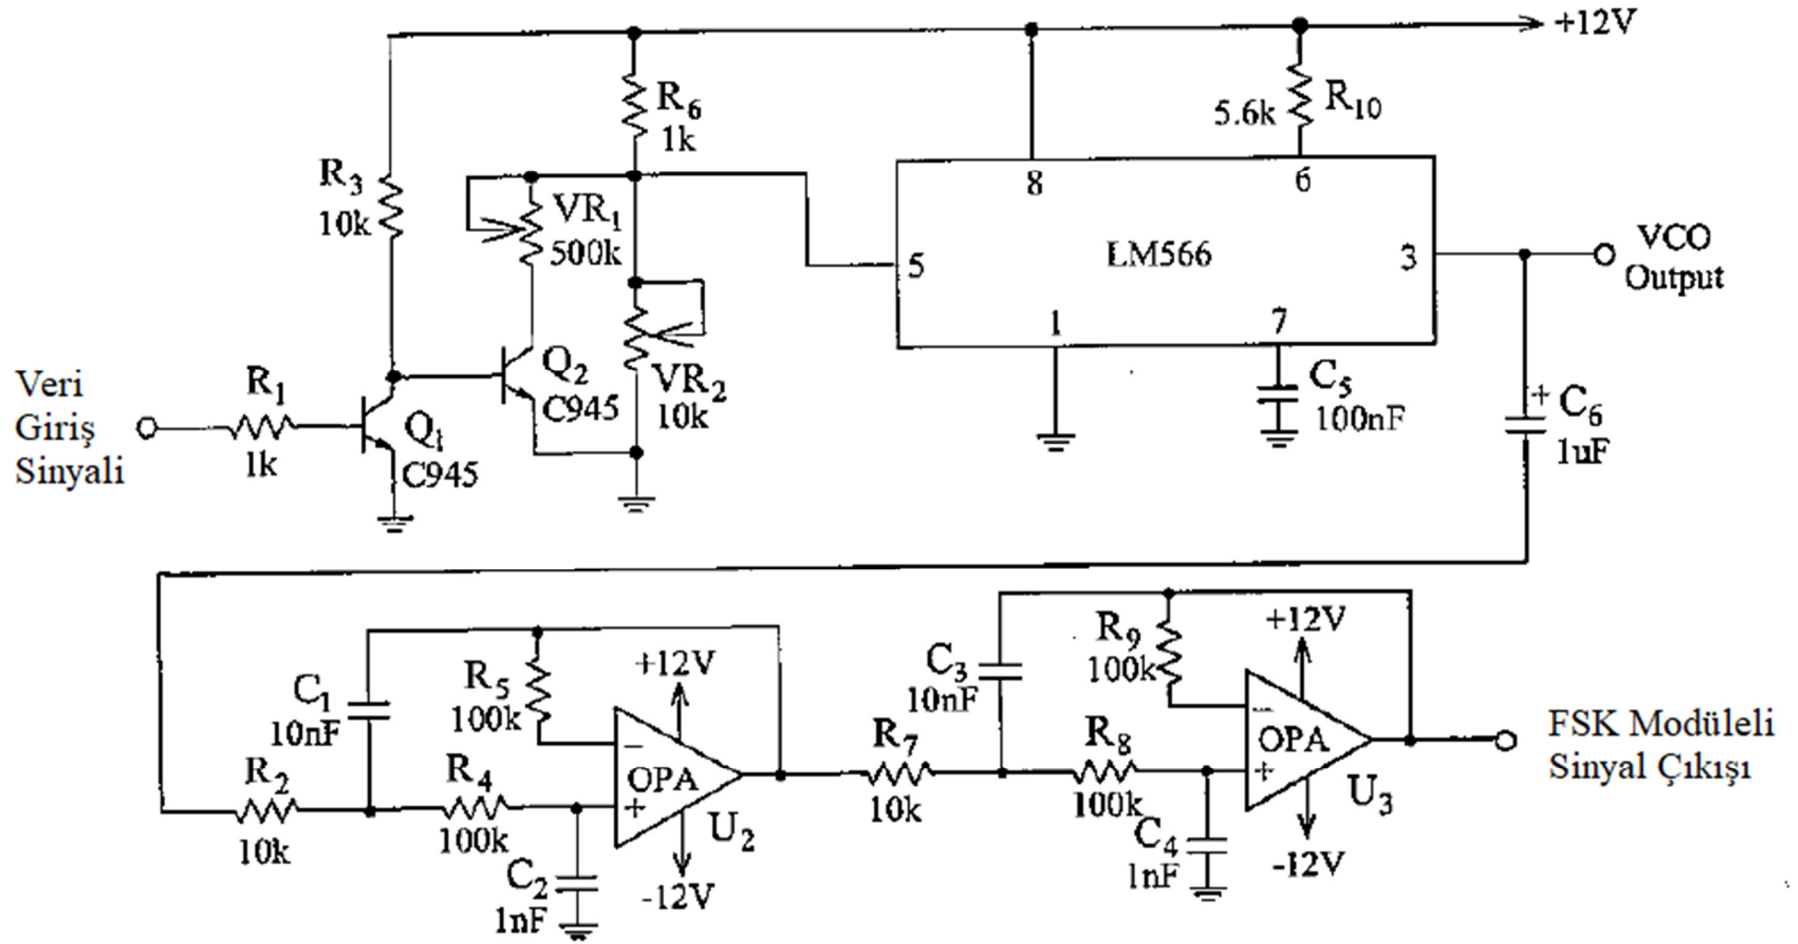 +12V
R6
1k
R10
5.6k
R3
10k
VR1
500k
8
6
5
LM566
3
VCO
Output
1
7
Q2
C945
VR2
10k
C5
100nF
+
C6
1uF
Veri
Giriş
Sinyali
R1
1k
Q1
C945
C1
10nF
R5
100k
+12V
R2
10k
R4
100k
−
OPA
+
U2
C2
1nF
-12V
C3
10nF
R9
100k
+12V
R7
10k
R8
100k
−
OPA
+
U3
C4
1nF
-12V
FSK Modüleli
Sinyal Çıkışı